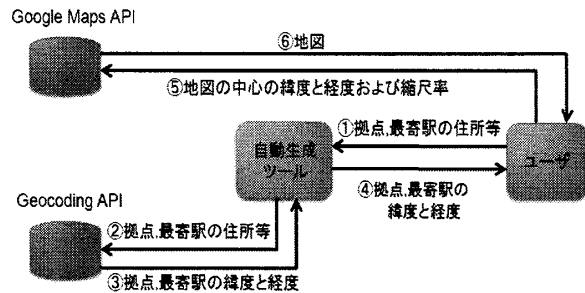 Google Maps API
⑥地図
⑤地図の中心の緯度と経度および縮尺率
①拠点,最寄駅の住所等
自動生成
ツール
ユーザ
④拠点,最寄駅の
緯度と経度
Geocoding API
②拠点,最寄駅の住所等
③拠点,最寄駅の緯度と経度